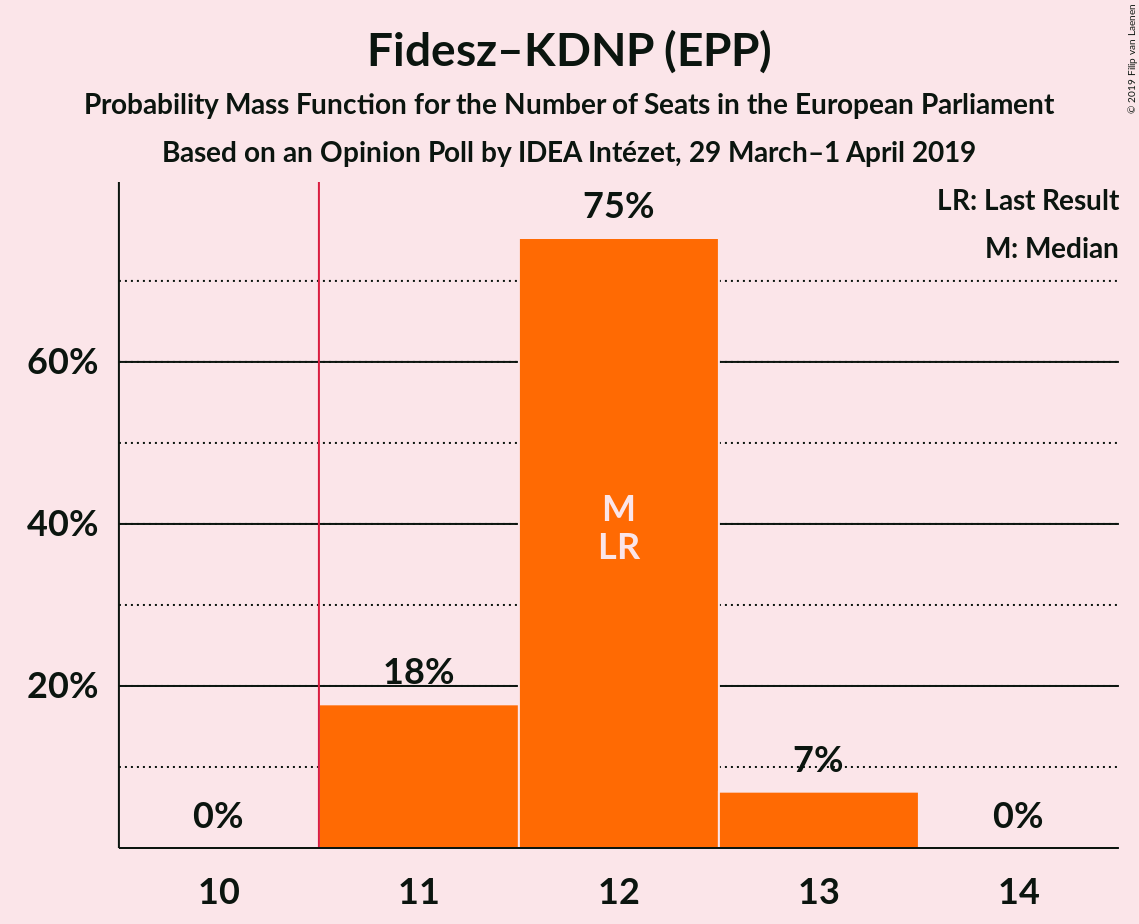 Fidesz–KDNP (EPP)
Probability Mass Function for the Number of Seats in the European Parliament
Based on an Opinion Poll by IDEA Intézet, 29 March–1 April 2019
© 2019 Filip van Laenen
LR: Last Result
M: Median
75%
60%
40%
20%
M
LR
18%
7%
0%
0%
10
11
12
13
14